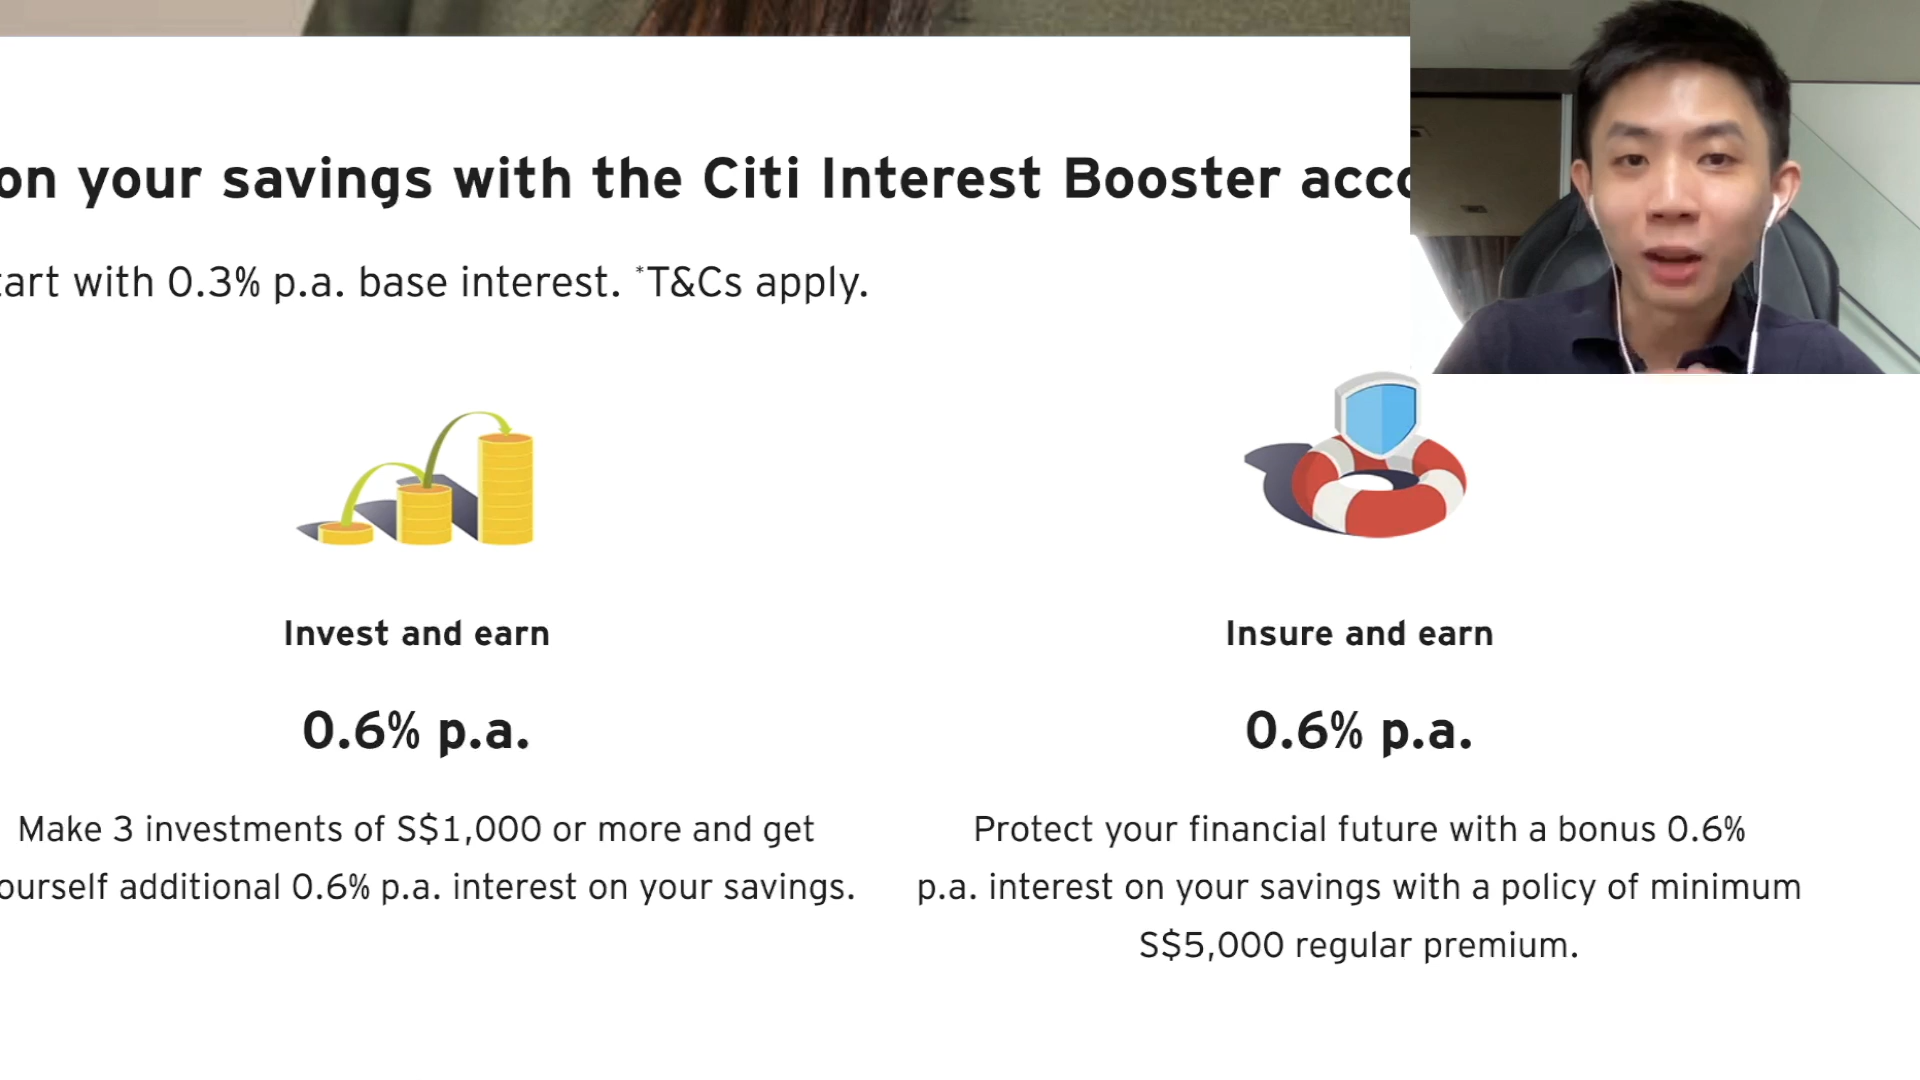 on your savings with the Citi Interest Booster
tart with 0.3% p.a. base interest. *T&Cs apply.
Invest and earn
0.6% p.a.
Make 3 investments of S$1,000 or more and get
ourself additional 0.6% p.a. interest on your savings.
Insure and earn
0.6% p.a.
Protect your financial future with a bonus 0.6%
p.a. interest on your savings with a policy of minimum
S$5,000 regular premium.